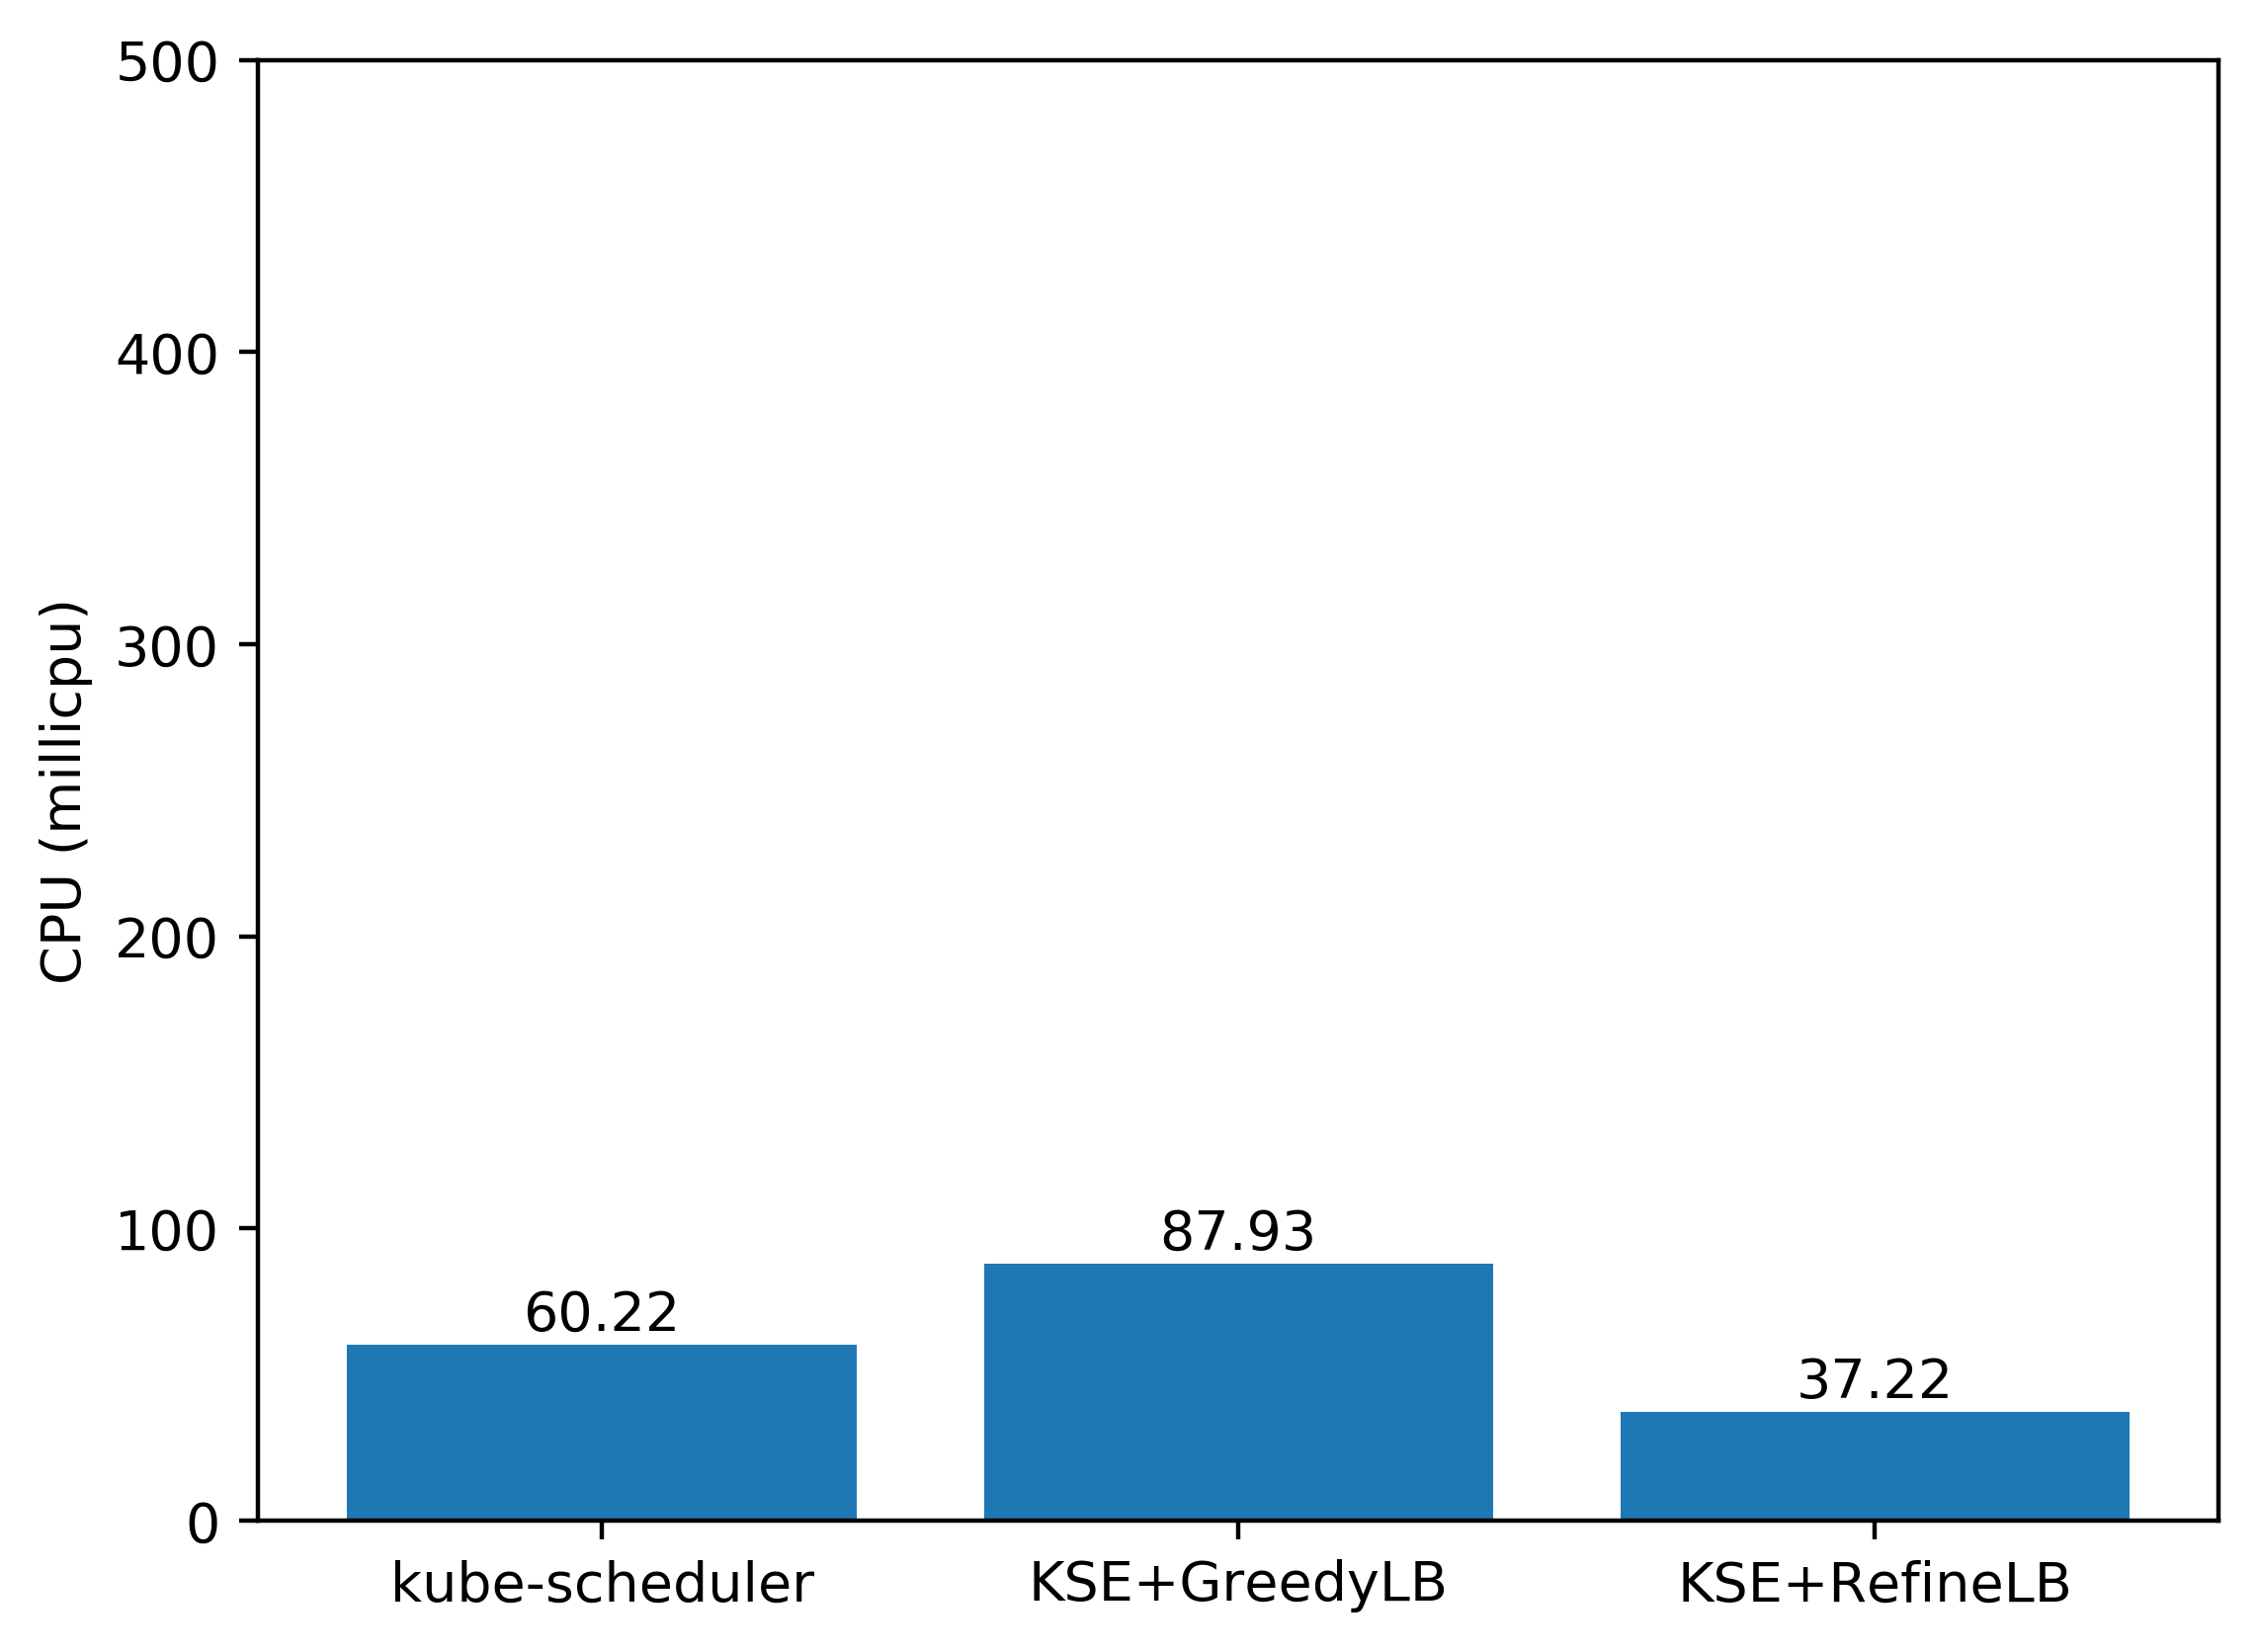 500
400
300
200
100
0
CPU (millicpu)
60.22
87.93
37.22
kube-scheduler
KSE+GreedyLB
KSE+RefineLB